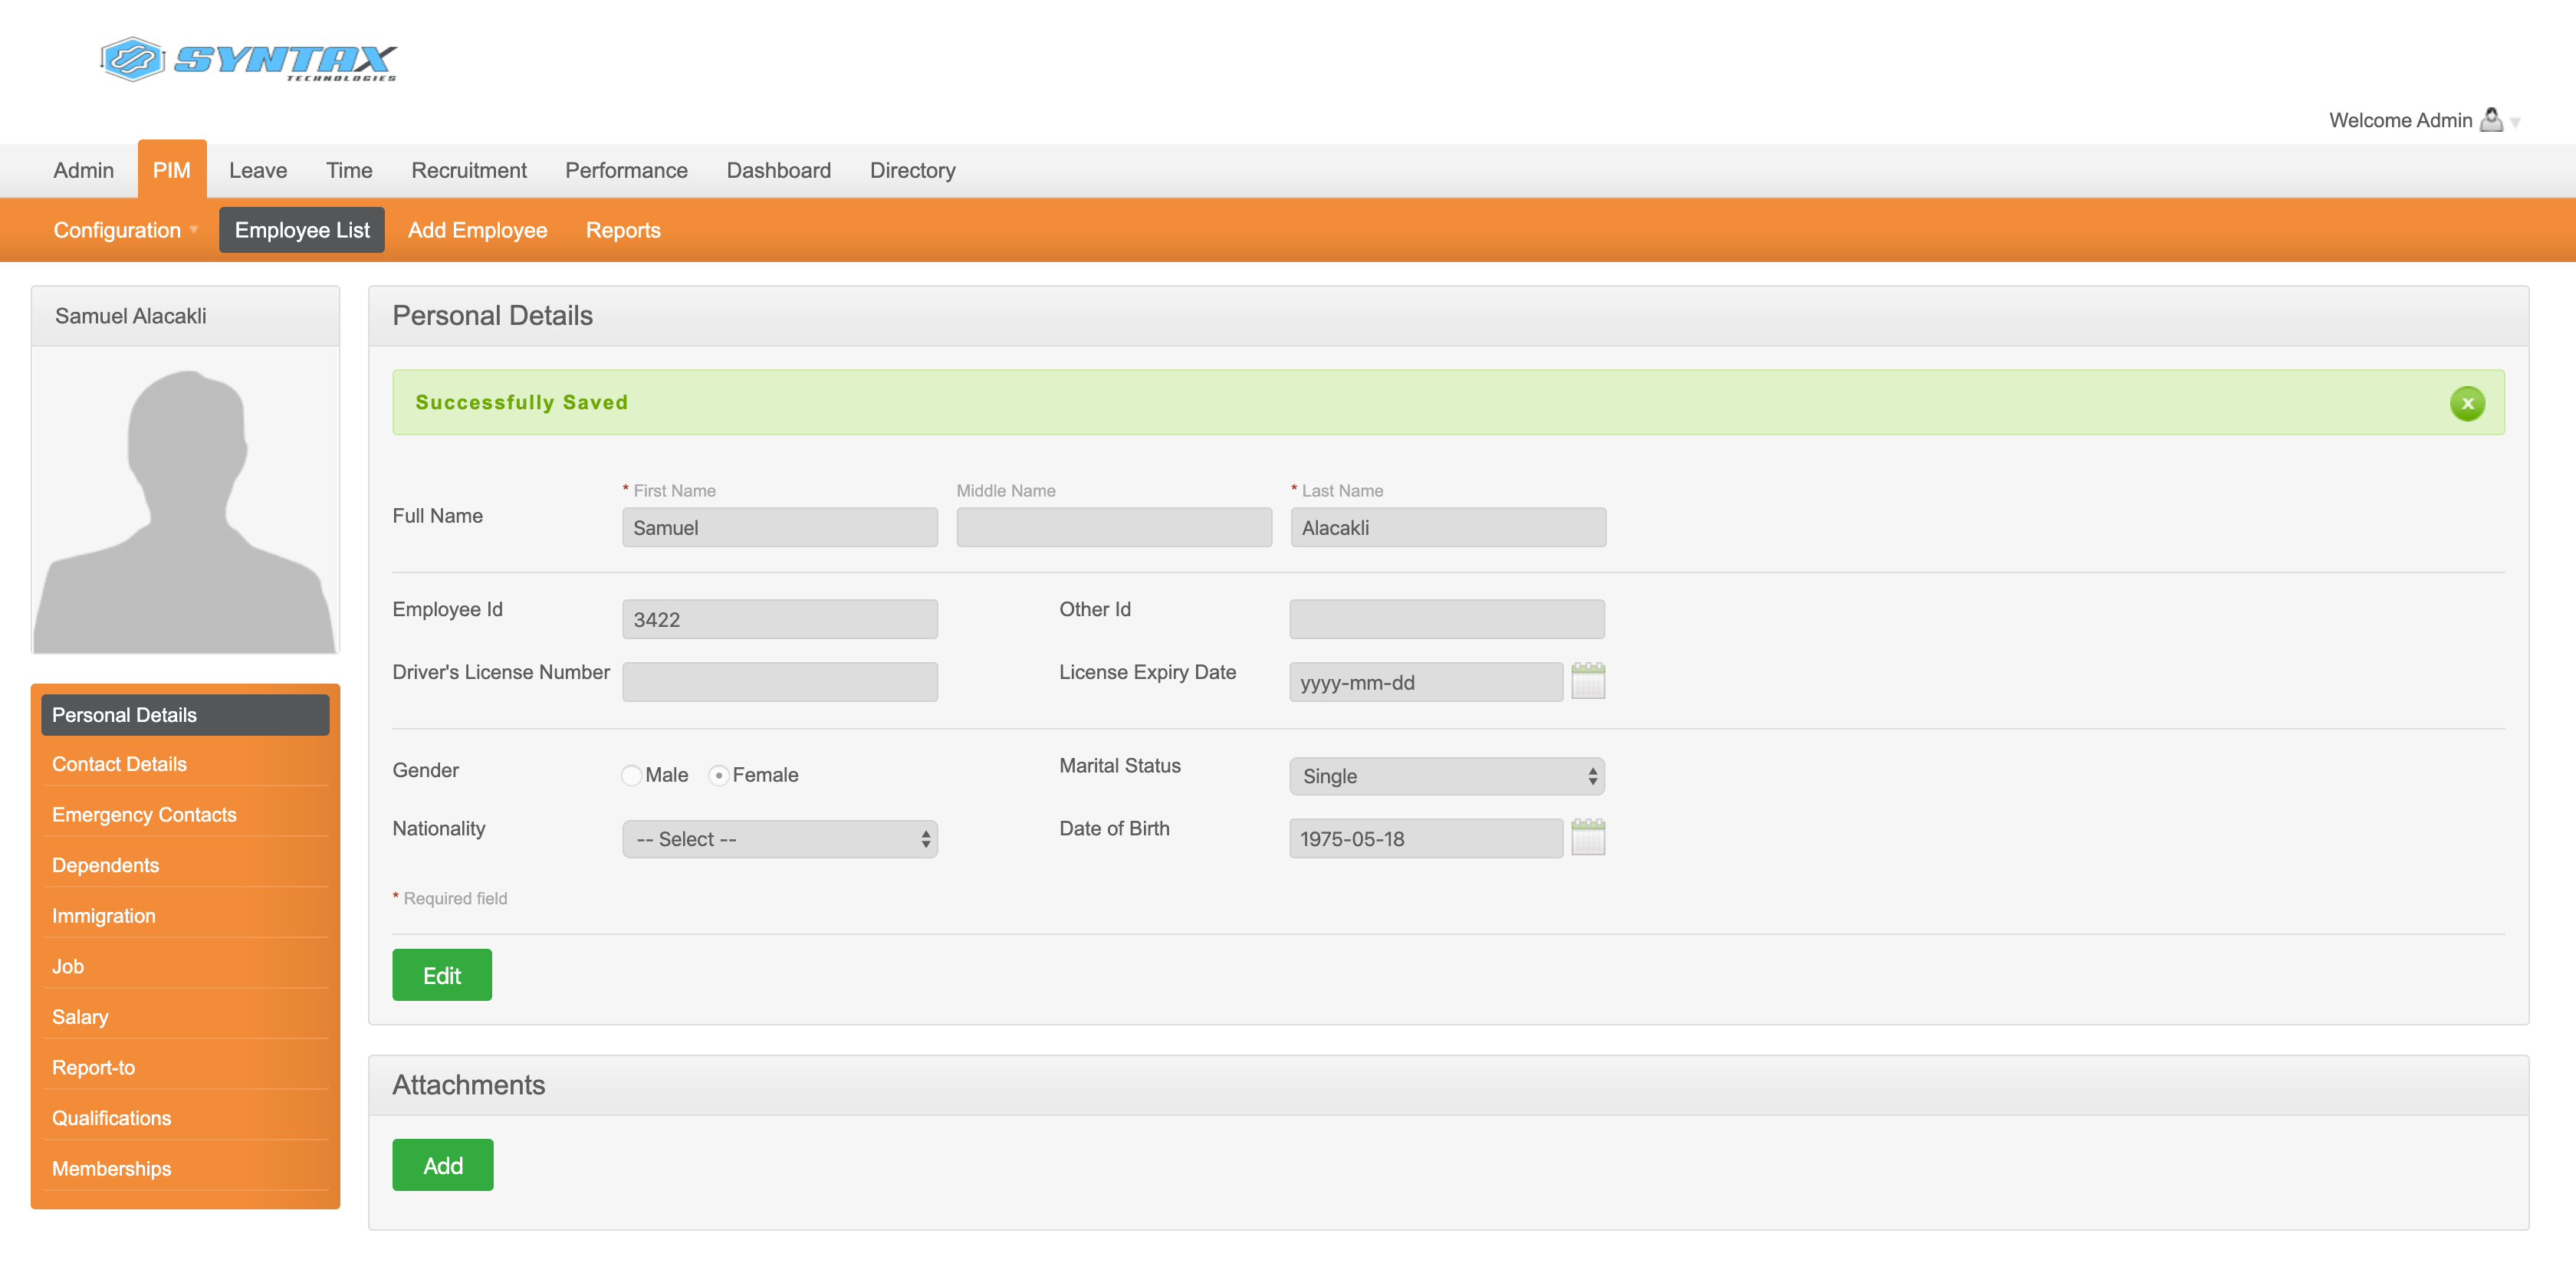 SYNTAX
TECHNOLOGIES
Welcome Admin
Admin PIM Leave Time Recruitment Performance Dashboard Directory
Configuration Employee List Add Employee Reports
Samuel Alacakli
Personal Details
Contact Details
Emergency Contacts
Dependents
Immigration
Job
Salary
Report-to
Qualifications
Memberships
Personal Details
Successfully Saved
x
* First Name Middle Name * Last Name
Full Name Samuel Alacakli
Employee Id 3422 Other Id
Driver's License Number License Expiry Date yyyy-mm-dd
Gender Male Female Marital Status Single
Nationality -- Select -- Date of Birth 1975-05-18
* Required field
Edit
Attachments
Add